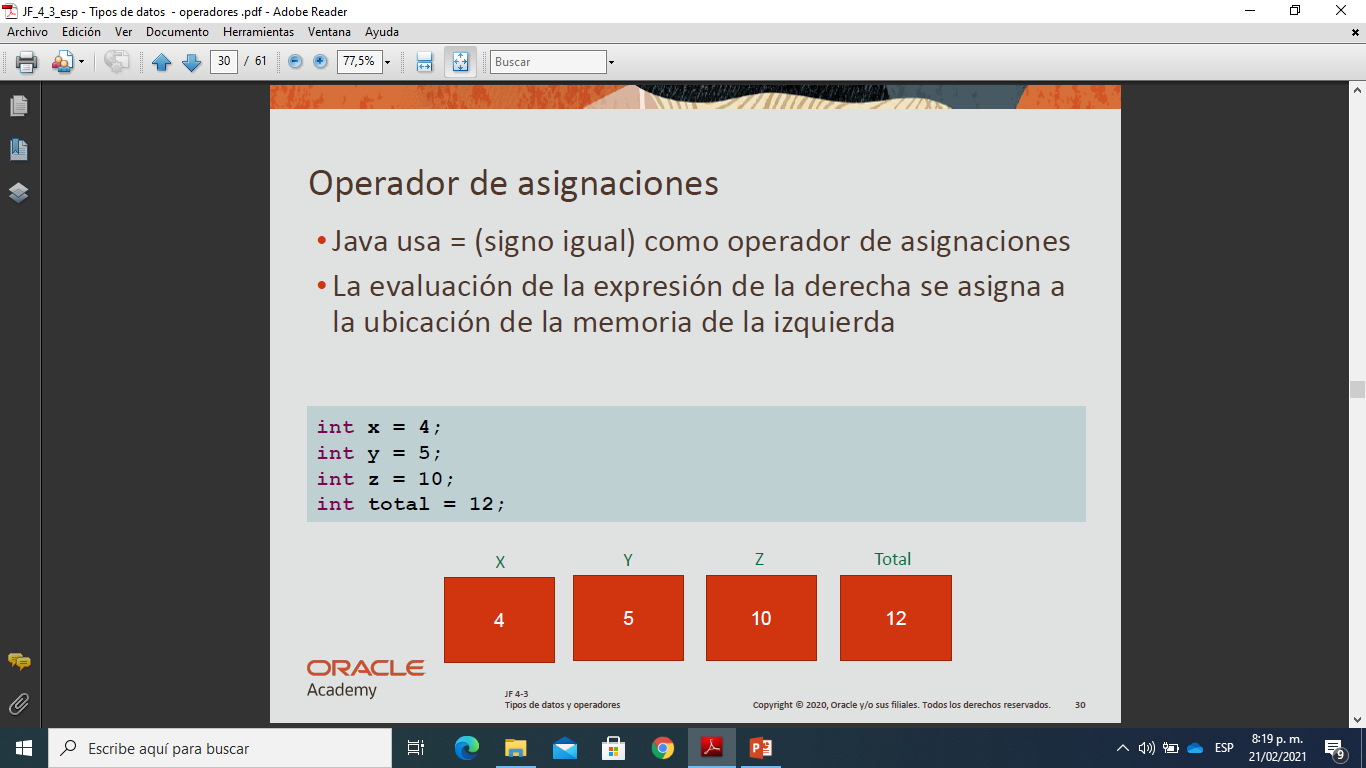 JF_4_3_esp - Tipos de datos - operadores .pdf - Adobe Reader
Archivo Edición Ver Documento Herramientas Ventana Ayuda
30 / 61 77,5% Buscar
Operador de asignaciones
•Java usa = (signo igual) como operador de asignaciones
•La evaluación de la expresión de la derecha se asigna a
la ubicación de la memoria de la izquierda
int x = 4;
int y = 5;
int z = 10;
int total = 12;
X Y Z Total
4 5 10 12
ORACLE
Academy
JF 4-3
Tipos de datos y operadores
Copyright © 2020, Oracle y/o sus filiales. Todos los derechos reservados. 30
Escribe aquí para buscar
ESP
8:19 p. m.
21/02/2021
9